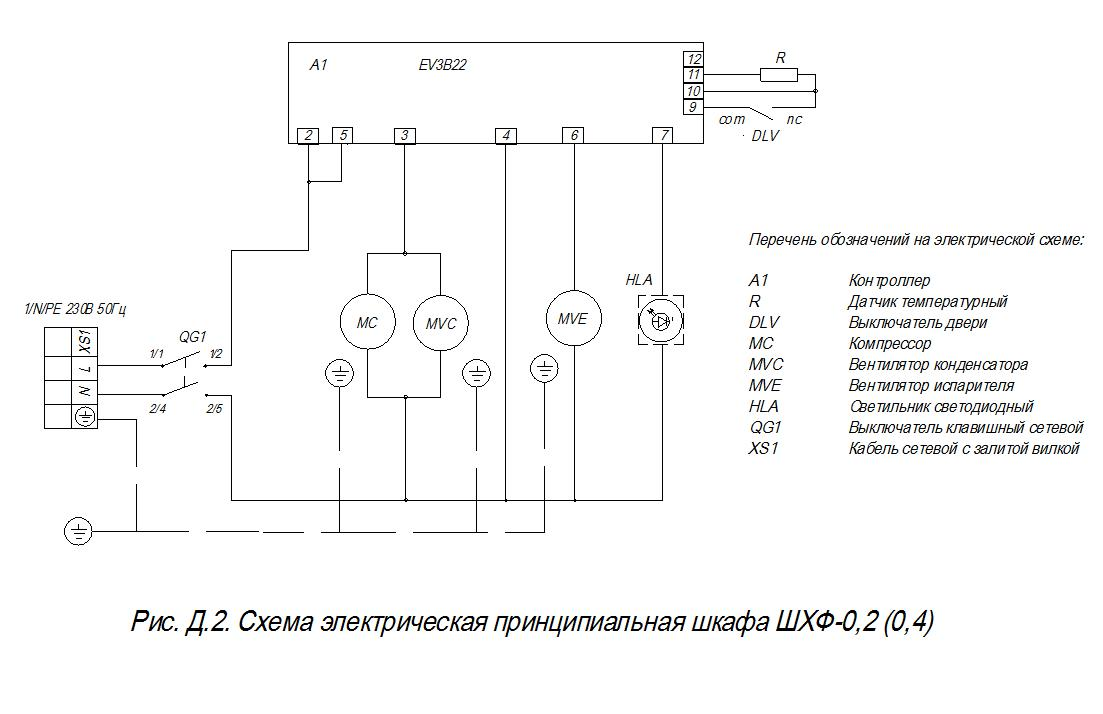 A1 EV3B22
12
11
10
9
R
com nc
DLV
2 5 3 4 6 7
Перечень обозначений на электрической схеме:
A1 Контроллер
R Датчик температурный
DLV Выключатель двери
MC Компрессор
MVC Вентилятор конденсатора
MVE Вентилятор испарителя
HLA Светильник светодиодный
QG1 Выключатель клавишный сетевой
XS1 Кабель сетевой с залитой вилкой
HLA
MC MVC MVE
1/N/PE 230В 50Гц
XS1
L
N
QG1
1/1 1/2
2/4 2/5
Рис. Д.2. Схема электрическая принципиальная шкафа ШХФ-0,2 (0,4)